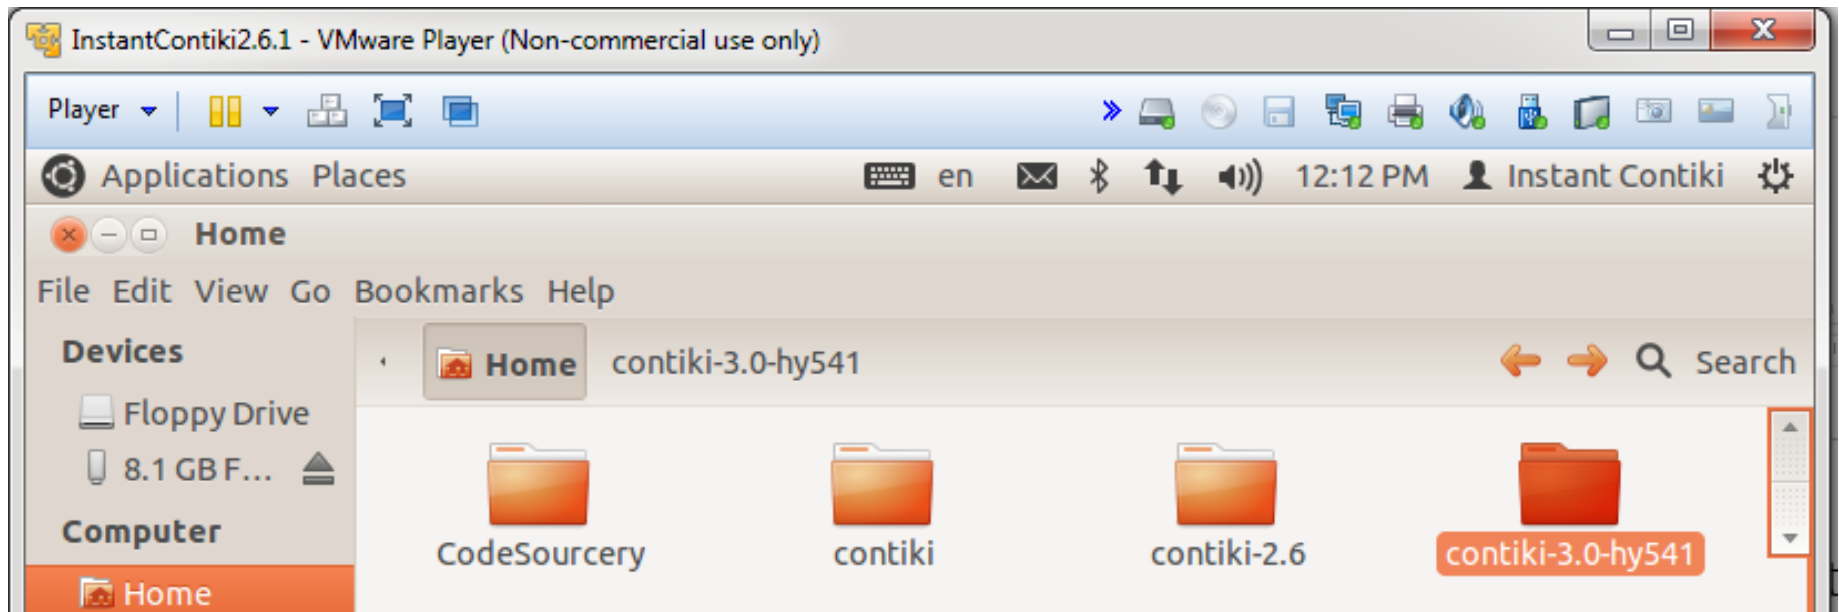 InstantContiki2.6.1 - VMware Player (Non-commercial use only)
Player
Applications Places en 12:12 PM Instant Contiki
Home
File Edit View Go Bookmarks Help
Devices
Home contiki-3.0-hy541 Search
Floppy Drive
8.1 GB F...
Computer
CodeSourcery contiki contiki-2.6 contiki-3.0-hy541
Home